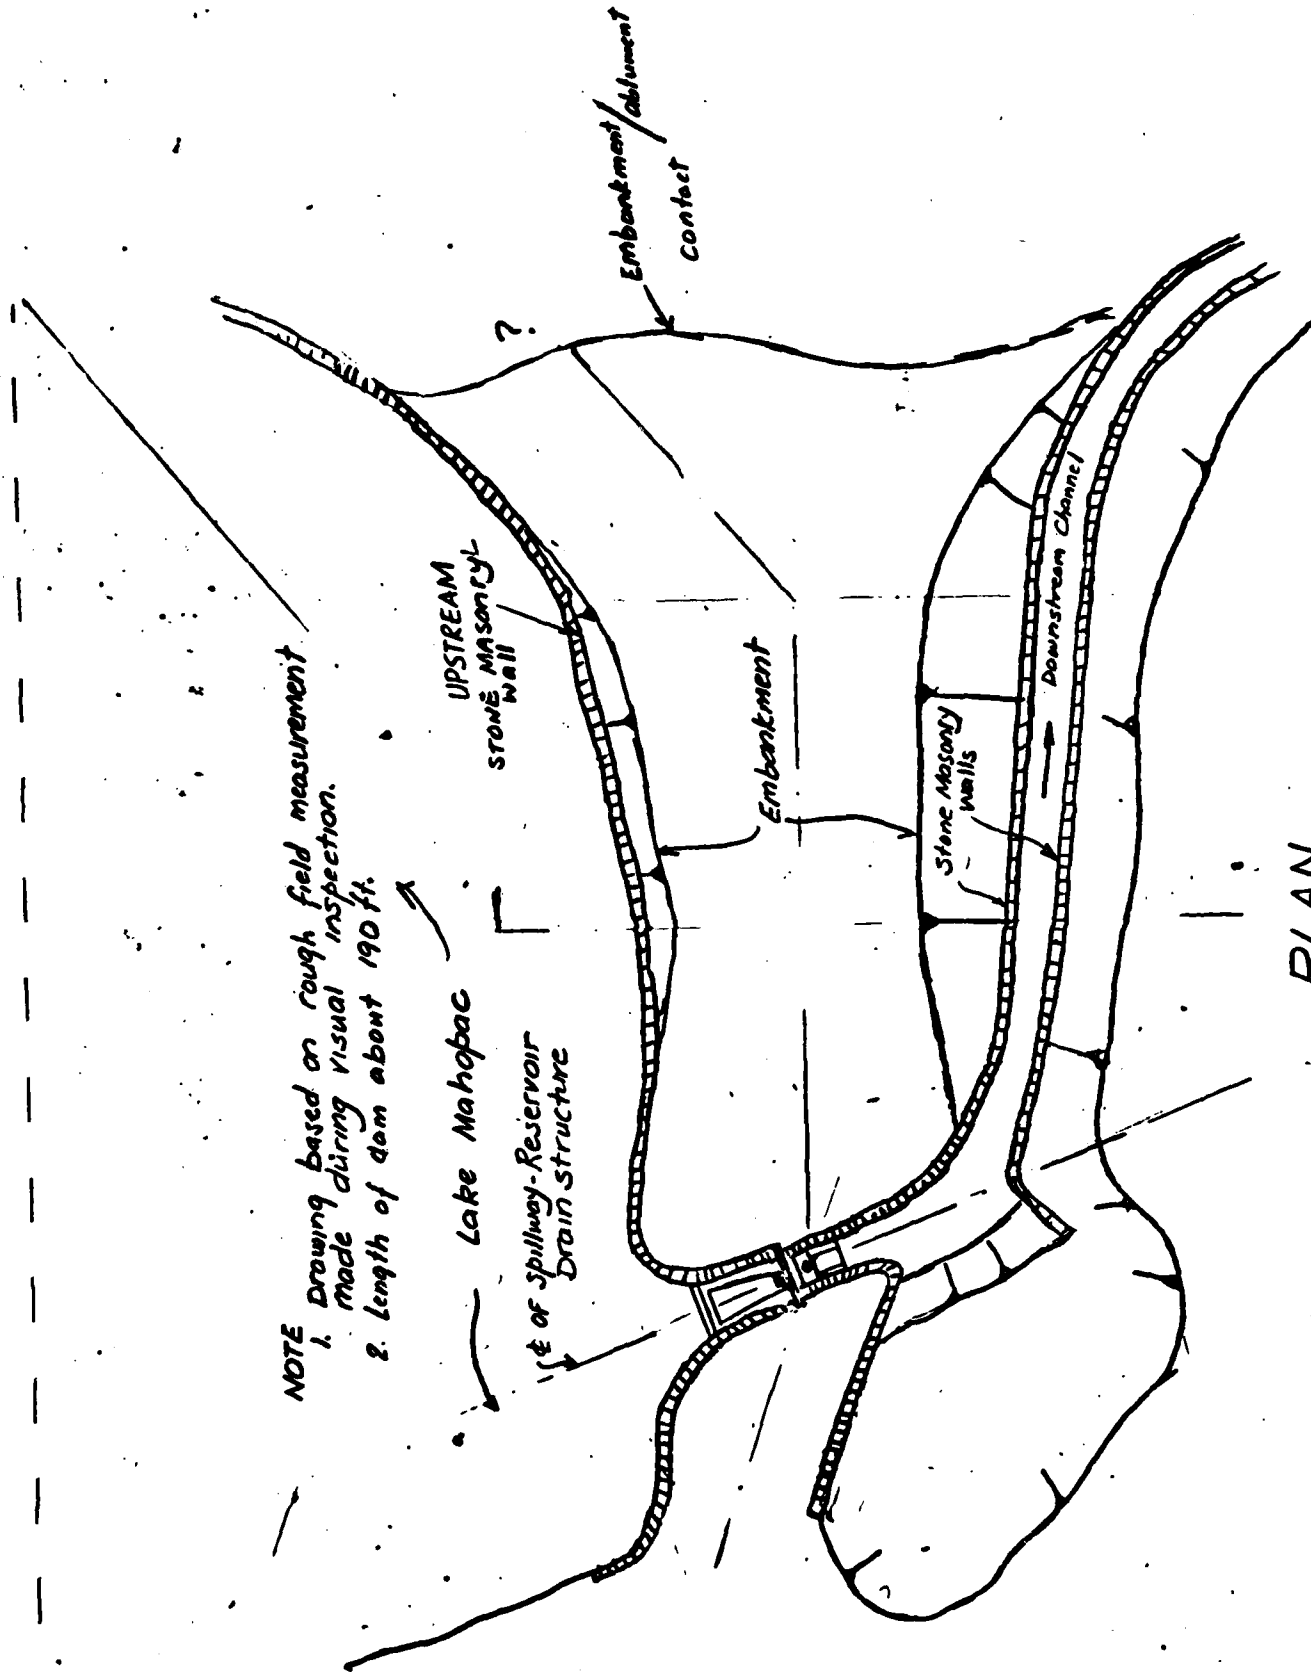 NOTE
1. Drawing based on rough field measurement
made during visual inspection.
2. Length of dam about 190 ft.
Lake Mahopac
℄ OF Spillway-Reservoir
Drain structure
UPSTREAM
STONE MASONRY
wall
?
Embankment/abutment
contact
Embankment
Stone Masonry
walls
Downstream Channel
PLAN